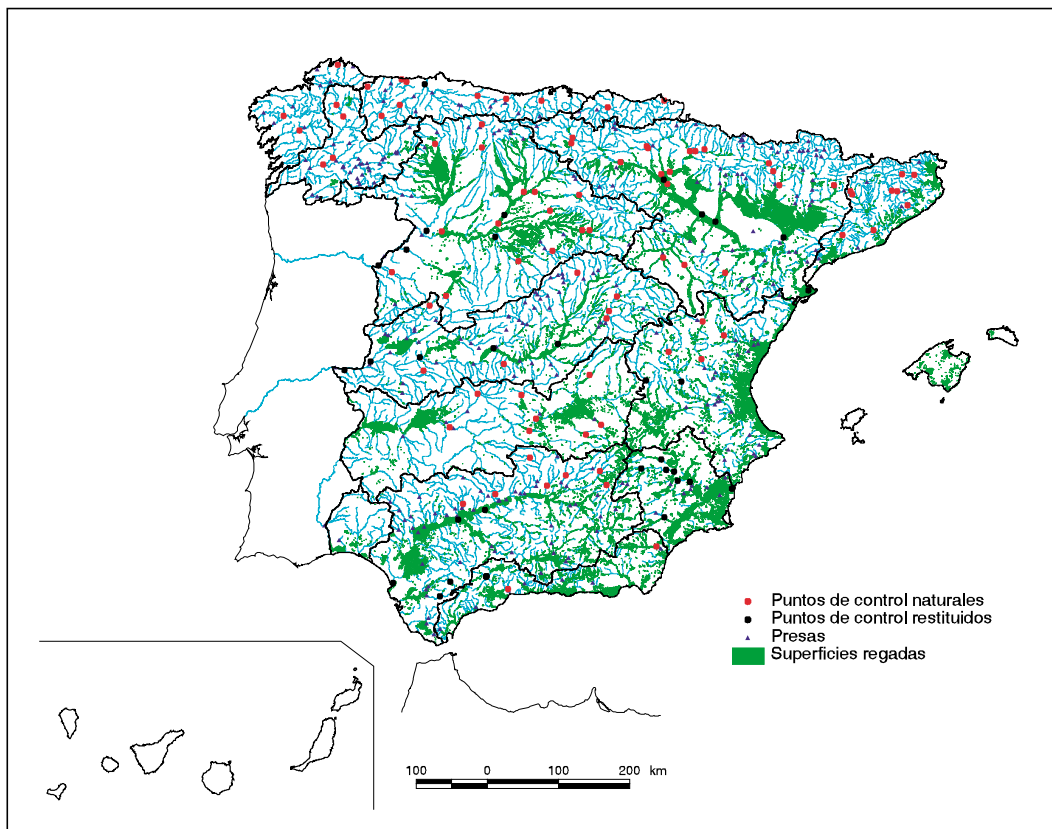 Puntos de control naturales
Puntos de control restituidos
Presas
Superficies regadas
100 0 100 200 km